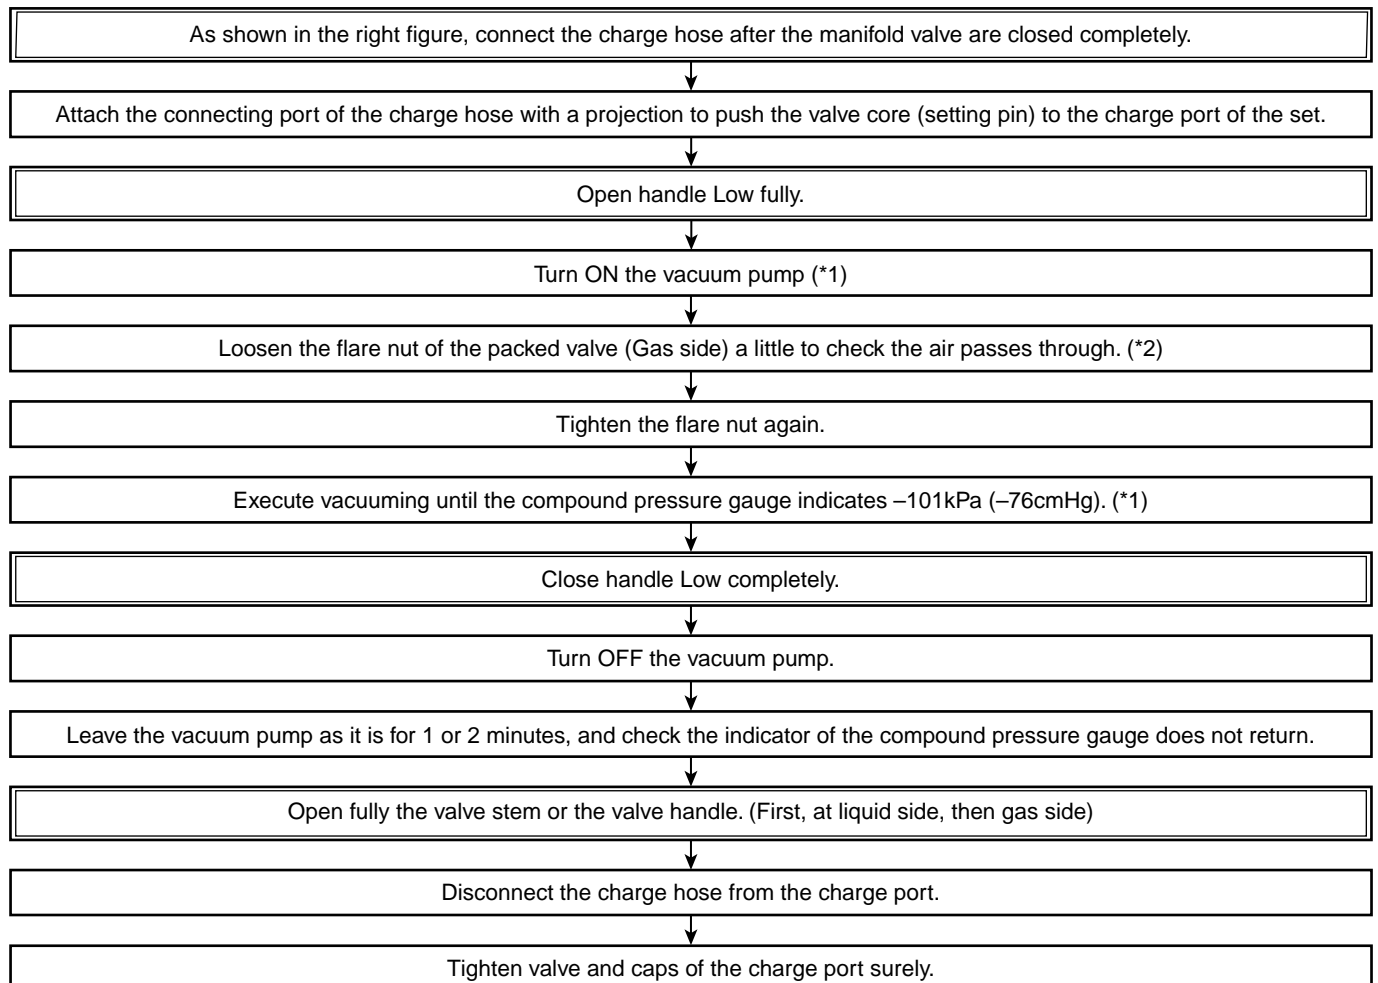 As shown in the right figure, connect the charge hose after the manifold valve are closed completely.
Attach the connecting port of the charge hose with a projection to push the valve core (setting pin) to the charge port of the set.
Open handle Low fully.
Turn ON the vacuum pump (*1)
Loosen the flare nut of the packed valve (Gas side) a little to check the air passes through. (*2)
Tighten the flare nut again.
Execute vacuuming until the compound pressure gauge indicates –101kPa (–76cmHg). (*1)
Close handle Low completely.
Turn OFF the vacuum pump.
Leave the vacuum pump as it is for 1 or 2 minutes, and check the indicator of the compound pressure gauge does not return.
Open fully the valve stem or the valve handle. (First, at liquid side, then gas side)
Disconnect the charge hose from the charge port.
Tighten valve and caps of the charge port surely.